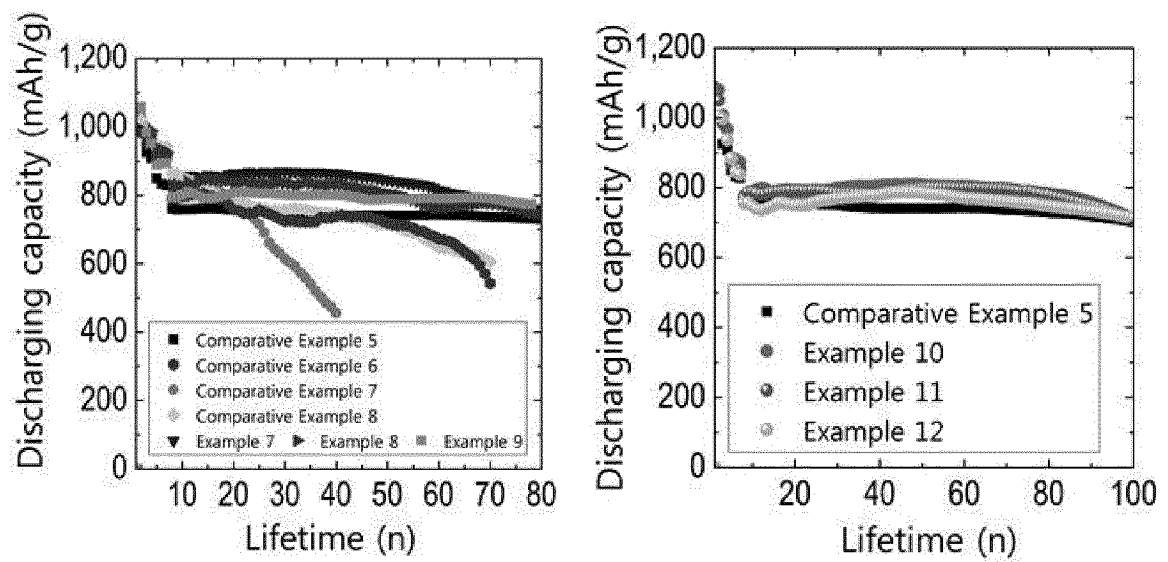 Discharging capacity (mAh/g)
1,200
1,000
800
600
400
200
0
Comparative Example 5
Comparative Example 6
Comparative Example 7
Comparative Example 8
Example 7 Example 8 Example 9
10 20 30 40 50 60 70 80
Lifetime (n)
Discharging capacity (mAh/g)
1,200
1,000
800
600
400
200
0
Comparative Example 5
Example 10
Example 11
Example 12
20 40 60 80 100
Lifetime (n)